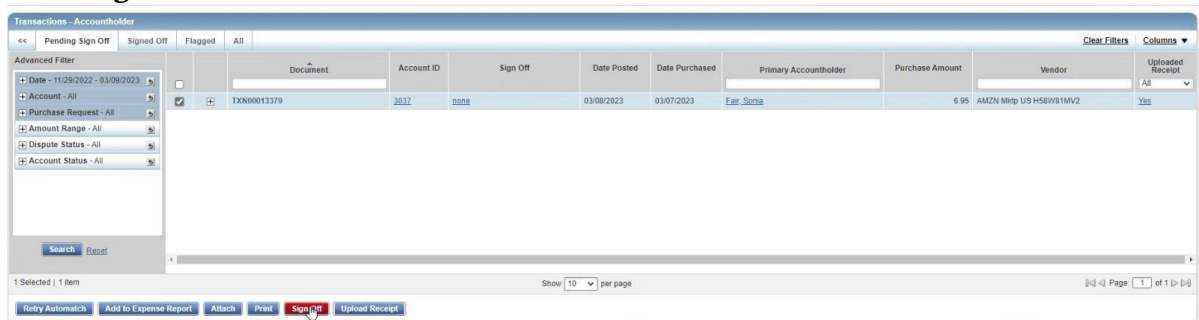 Transactions - Accountholder
<< Pending Sign Off Signed Off Flagged All Clear Filters Columns ▼
Advanced Filter
Document Account ID Sign Off Date Posted Date Purchased Primary Accountholder Purchase Amount Vendor Uploaded Receipt
All
Date - 11/29/2022 - 03/09/2023
Account - All
Purchase Request - All
Amount Range - All
Dispute Status - All
Account Status - All
TXN00013379 3037 none 03/08/2023 03/07/2023 Fair, Sonia 6.95 AMZN Mktp US H58W81MV2 Yes
Search Reset
1 Selected | 1 item Show 10 per page Page: 1 of 1
Retry Automatch Add to Expense Report Attach Print Sign Off Upload Receipt